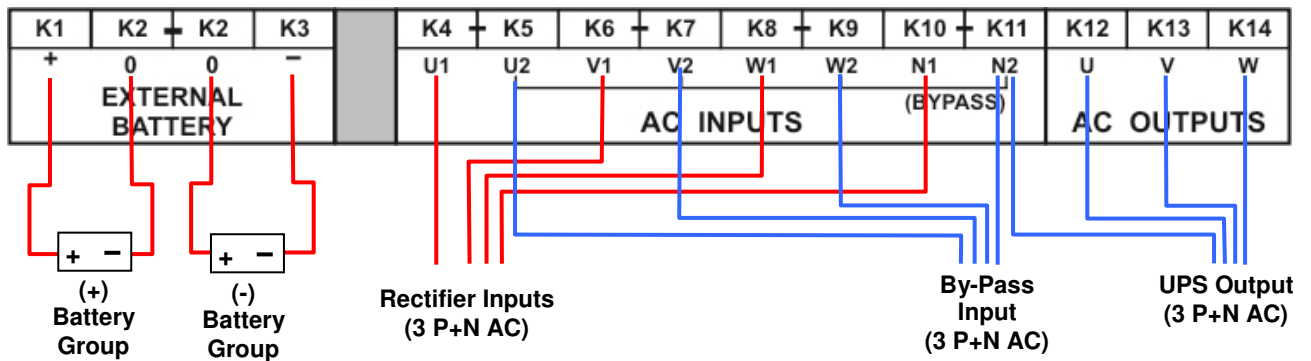 K1 K2 K2 K3 K4 K5 K6 K7 K8 K9 K10 K11 K12 K13 K14
+ 0 0 − U1 U2 V1 V2 W1 W2 N1 N2 U V W
(BYPASS)
EXTERNAL
BATTERY
AC INPUTS
AC OUTPUTS
+ −
+ −
(+)
Battery
Group
(-)
Battery
Group
Rectifier Inputs
(3 P+N AC)
By-Pass
Input
(3 P+N AC)
UPS Output
(3 P+N AC)